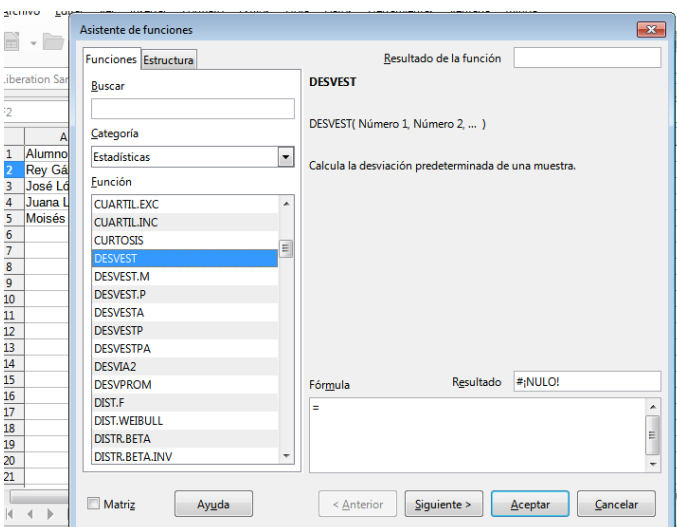 Asistente de funciones
Liberation San
Funciones Estructura
Resultado de la función
Buscar
DESVEST
DESVEST( Número 1, Número 2, ... )
Categoría
Estadísticas
Calcula la desviación predeterminada de una muestra.
Función
CUARTIL.EXC
CUARTIL.INC
CURTOSIS
DESVEST
DESVEST.M
DESVEST.P
DESVESTA
DESVESTP
DESVESTPA
DESVIA2
DESVPROM
DIST.F
DIST.WEIBULL
DISTR.BETA
DISTR.BETA.INV
A
1 Alumno
2 Rey Gá
3 José Ló
4 Juana L
5 Moisés
6
7
8
9
10
11
12
13
14
15
16
17
18
19
20
21
Fórmula
Resultado #¡NULO!
=
Matriz
Ayuda
< Anterior
Siguiente >
Aceptar
Cancelar